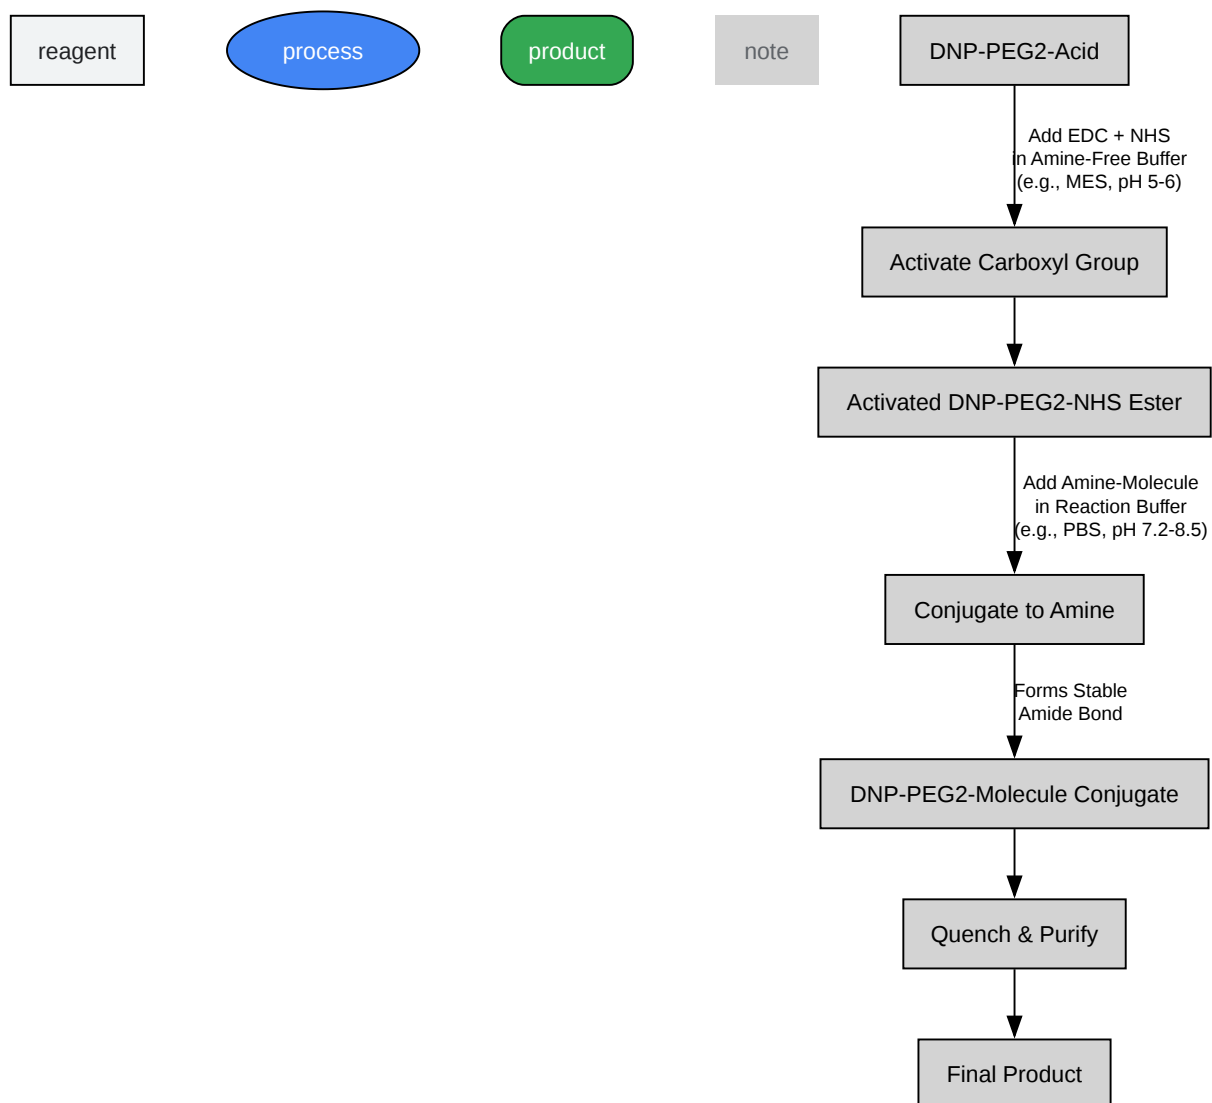 reagent
process
product
note
DNP-PEG2-Acid
Add EDC + NHS
in Amine-Free Buffer
(e.g., MES, pH 5-6)
Activate Carboxyl Group
Activated DNP-PEG2-NHS Ester
Add Amine-Molecule
in Reaction Buffer
(e.g., PBS, pH 7.2-8.5)
Conjugate to Amine
Forms Stable
Amide Bond
DNP-PEG2-Molecule Conjugate
Quench & Purify
Final Product